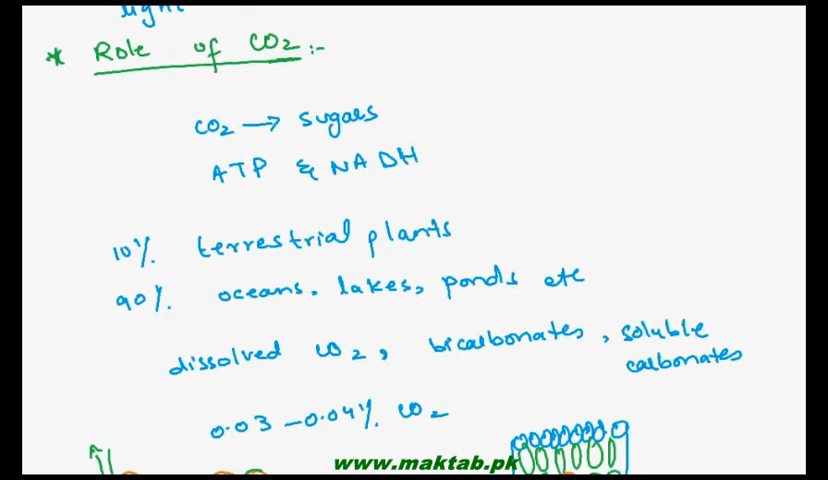 light
* Role of CO2 :-
CO2 → sugars
ATP & NADH
10% terrestrial plants
90% oceans. lakes, ponds etc
dissolved CO2, bicarbonates, soluble
carbonates
0.03 - 0.04% CO2
www.maktab.pk